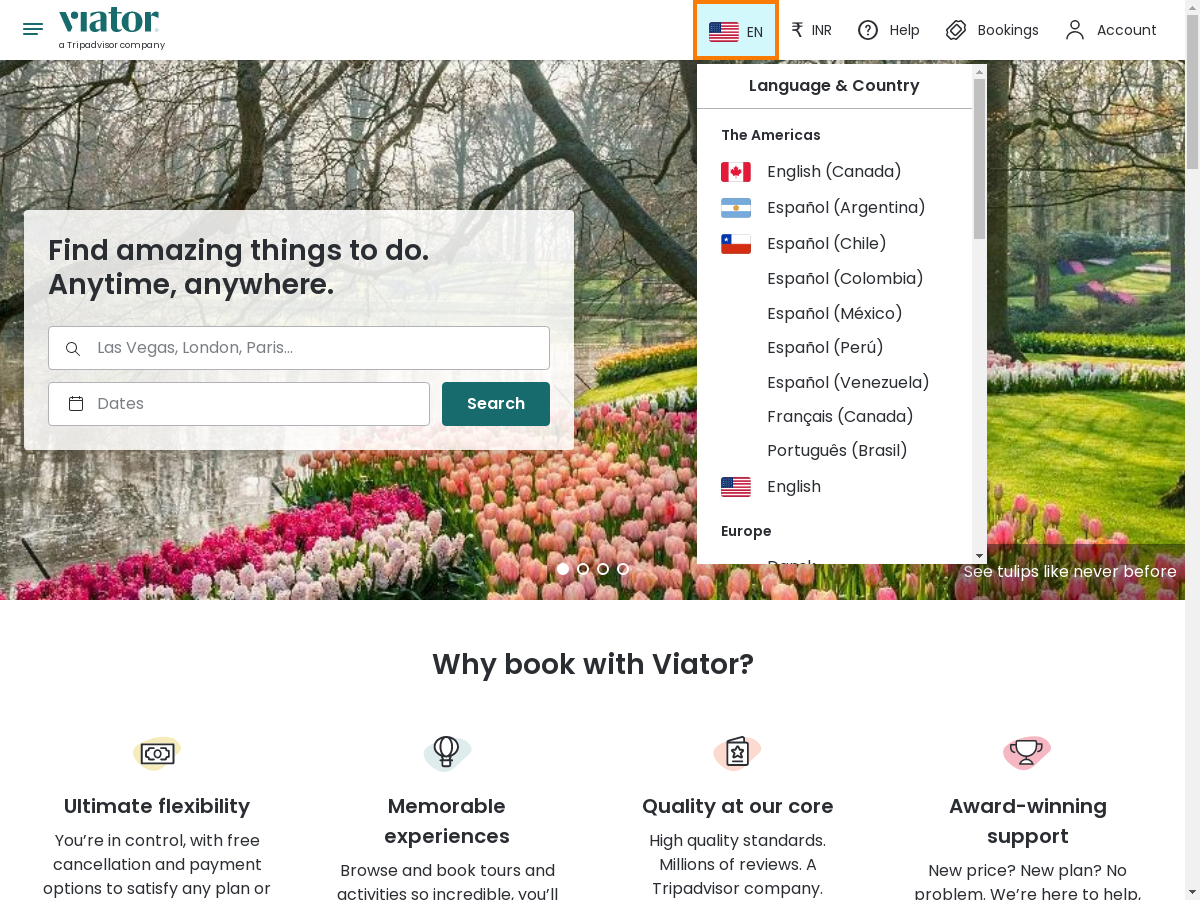 viator
a Tripadvisor company
EN
₹ INR
Help
Bookings
Account
Language & Country
The Americas
English (Canada)
Español (Argentina)
Español (Chile)
Español (Colombia)
Español (México)
Español (Perú)
Español (Venezuela)
Français (Canada)
Português (Brasil)
English
Europe
Find amazing things to do.
Anytime, anywhere.
Las Vegas, London, Paris...
Dates
Search
See tulips like never before
Why book with Viator?
Ultimate flexibility
You’re in control, with free
cancellation and payment
options to satisfy any plan or
Memorable
experiences
Browse and book tours and
activities so incredible, you’ll
Quality at our core
High quality standards.
Millions of reviews. A
Tripadvisor company.
Award-winning
support
New price? New plan? No
problem. We’re here to help,